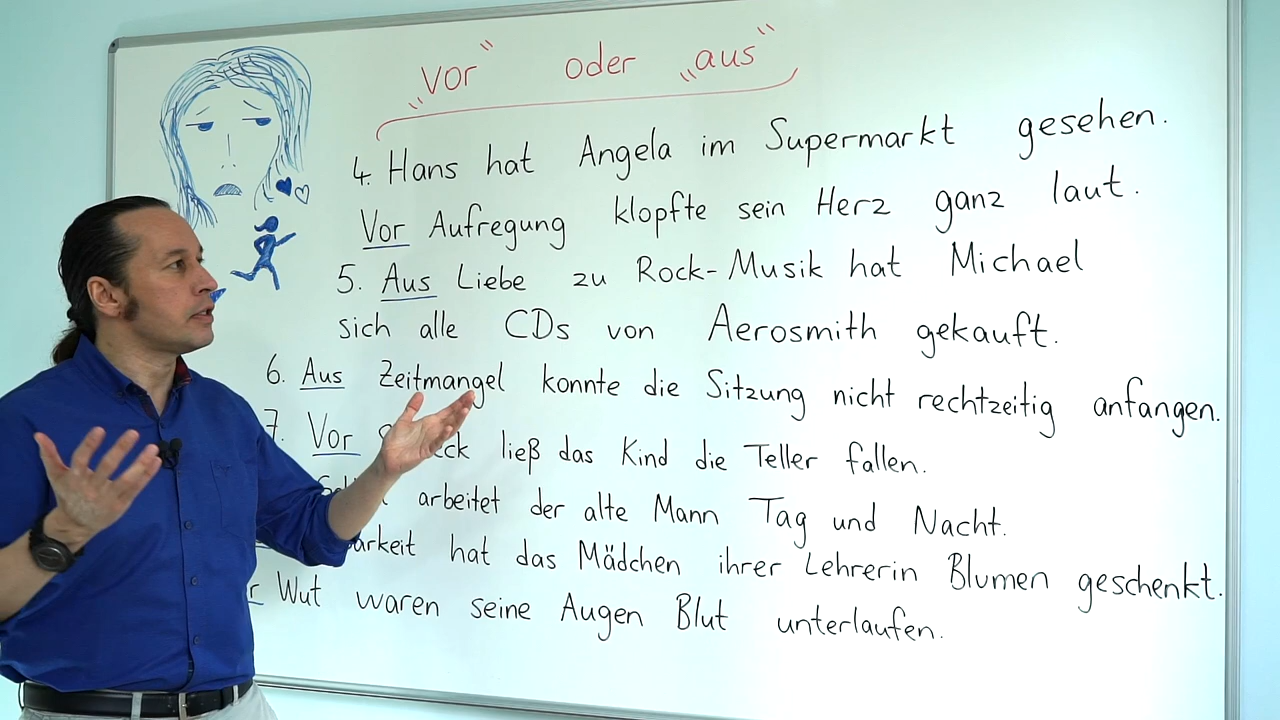 „vor“ oder „aus“
4. Hans hat Angela im Supermarkt gesehen.
Vor Aufregung klopfte sein Herz ganz laut.
5. Aus Liebe zu Rock-Musik hat Michael
sich alle CDs von Aerosmith gekauft.
6. Aus Zeitmangel konnte die Sitzung nicht rechtzeitig anfangen.
7. Vor ließ das Kind die Teller fallen.
arbeitet der alte Mann Tag und Nacht.
hat das Mädchen ihrer Lehrerin Blumen geschenkt.
Wut waren seine Augen Blut unterlaufen.